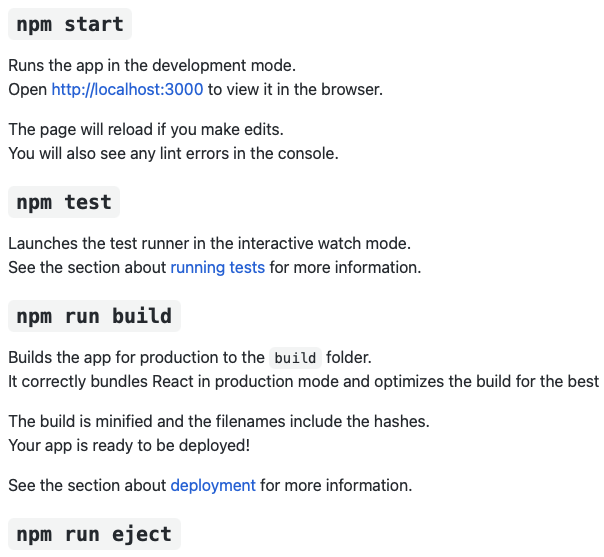 npm start
Runs the app in the development mode.
Open http://localhost:3000 to view it in the browser.
The page will reload if you make edits.
You will also see any lint errors in the console.
npm test
Launches the test runner in the interactive watch mode.
See the section about running tests for more information.
npm run build
Builds the app for production to the build folder.
It correctly bundles React in production mode and optimizes the build for the best
The build is minified and the filenames include the hashes.
Your app is ready to be deployed!
See the section about deployment for more information.
npm run eject